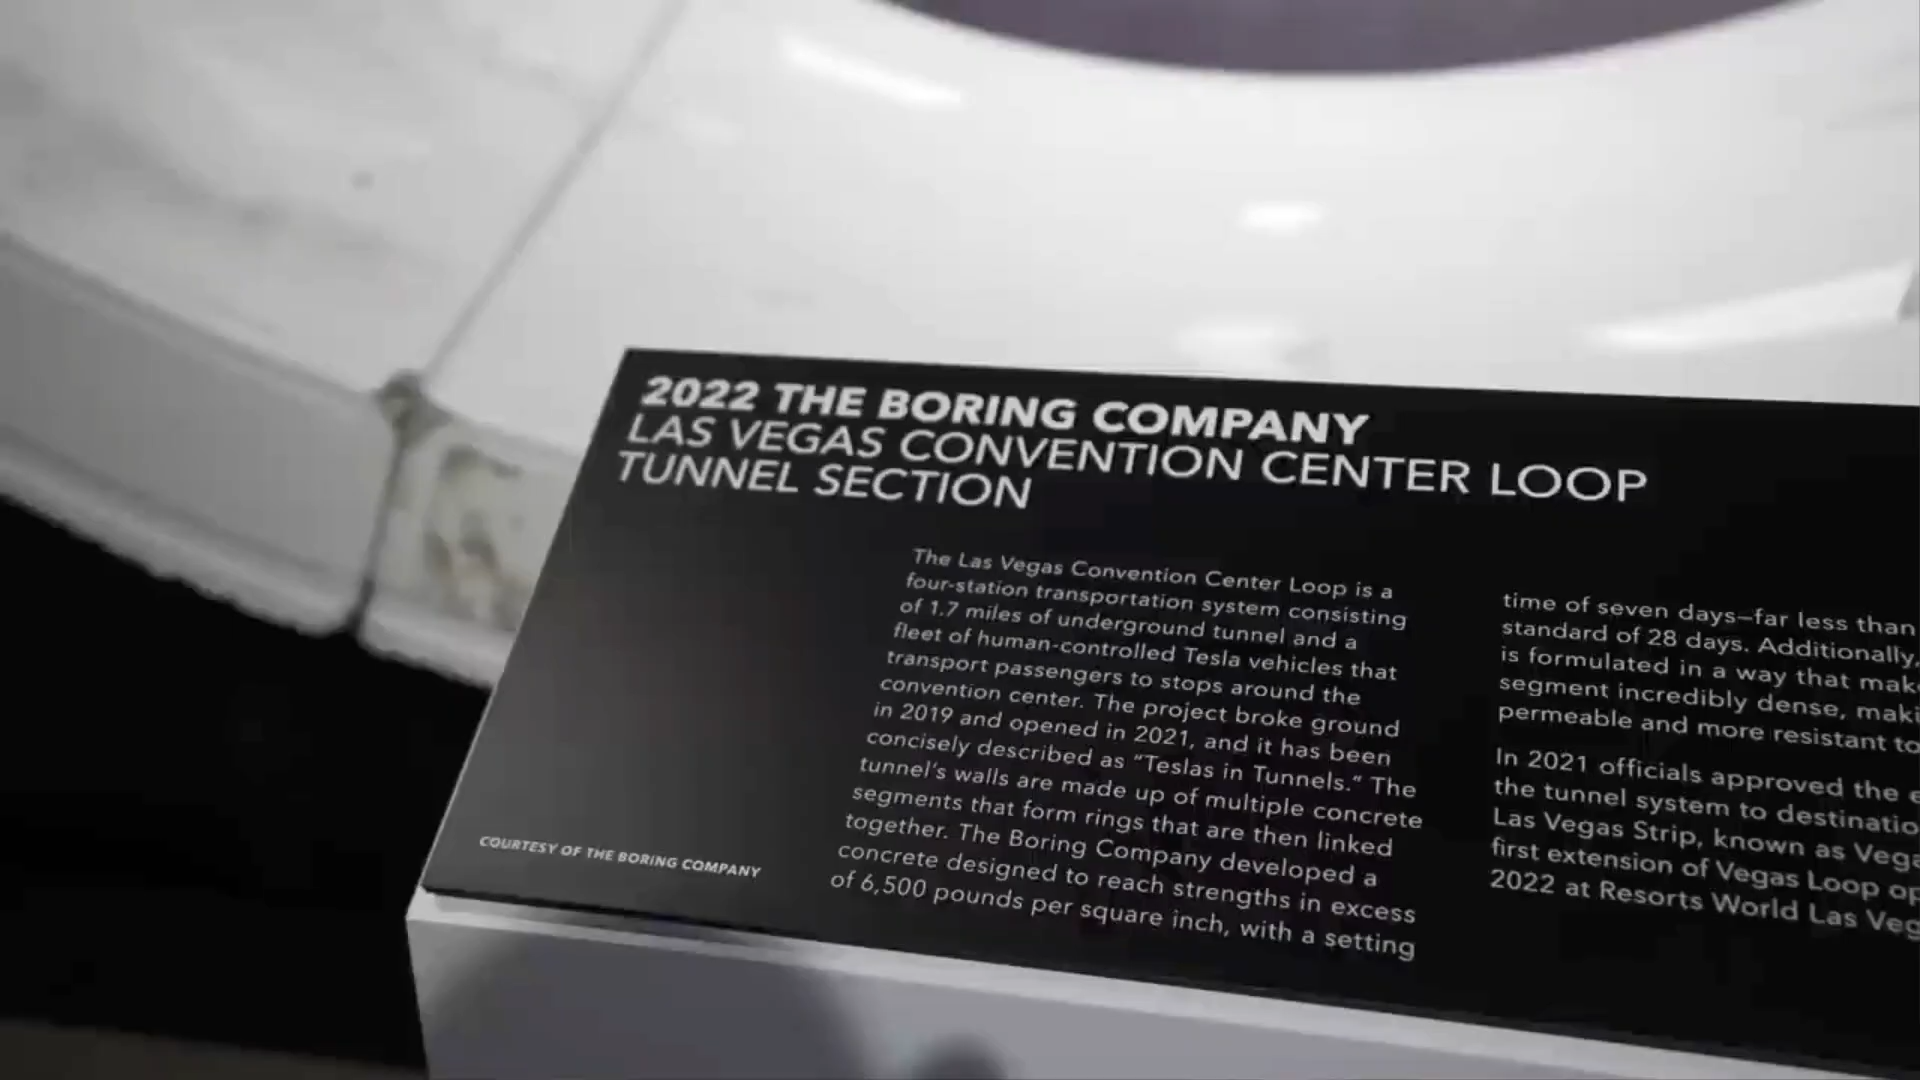 2022 THE BORING COMPANY
LAS VEGAS CONVENTION CENTER LOOP
TUNNEL SECTION
The Las Vegas Convention Center Loop is a
four-station transportation system consisting
of 1.7 miles of underground tunnel and a
fleet of human-controlled Tesla vehicles that
transport passengers to stops around the
convention center. The project broke ground
in 2019 and opened in 2021, and it has been
concisely described as "Teslas in Tunnels." The
tunnel's walls are made up of multiple concrete
segments that form rings that are then linked
together. The Boring Company developed a
concrete designed to reach strengths in excess
of 6,500 pounds per square inch, with a setting
time of seven days—far less than
standard of 28 days. Additionally,
is formulated in a way that
segment incredibly dense,
permeable and more resistant to
In 2021 officials approved the
the tunnel system to
Las Vegas Strip, known as
first extension of Vegas Loop
2022 at Resorts World Las
COURTESY OF THE BORING COMPANY